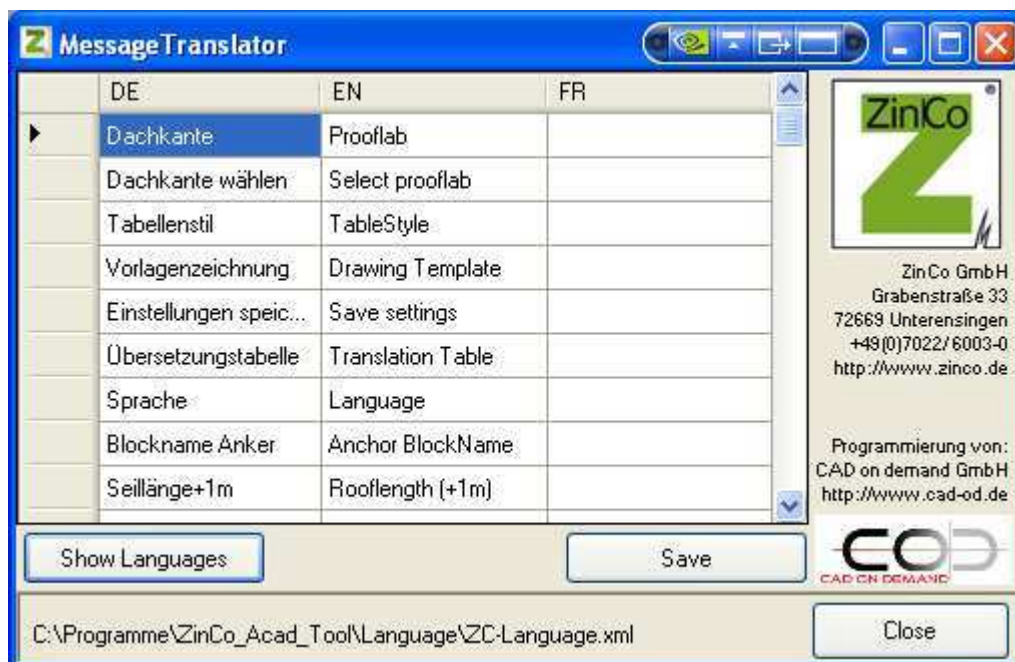 MessageTranslator
DE EN FR
Dachkante Prooflab
Dachkante wählen Select prooflab
Tabellenstil TableStyle
Vorlagenzeichnung Drawing Template
Einstellungen speic... Save settings
Übersetzungstabelle Translation Table
Sprache Language
Blockname Anker Anchor BlockName
Seillänge+1m Rooflength (+1m)
Show Languages
Save
ZinCo
ZinCo GmbH
Grabenstraße 33
72669 Unterensingen
+49(0)7022/6003-0
http://www.zinco.de
Programmierung von:
CAD on demand GmbH
http://www.cad-od.de
COD
CAD ON DEMAND
C:\Programme\ZinCo_Acad_Tool\Language\ZC-Language.xml
Close